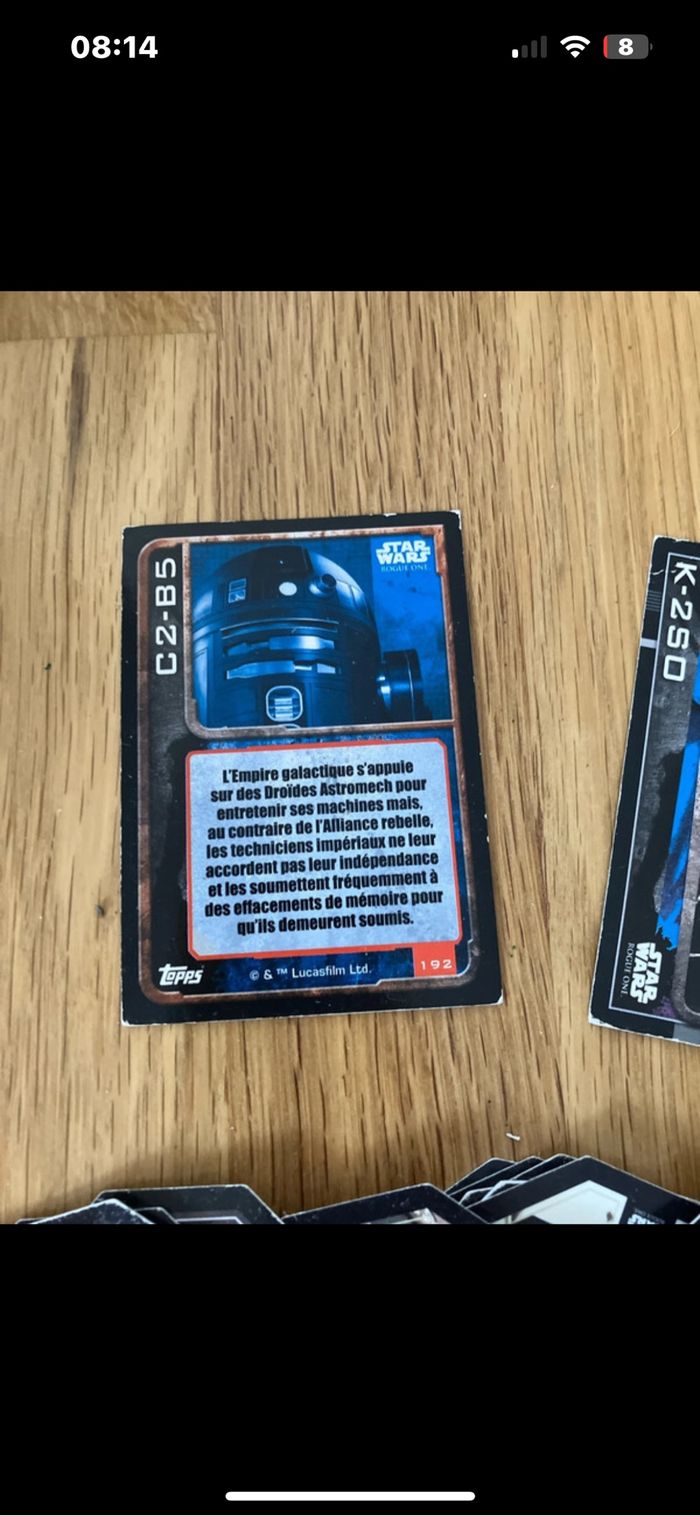 08:14
8
C2-B5
STAR
WARS
ROGUE ONE
L'Empire galactique s'appuie
sur des Droïdes Astromech pour
entretenir ses machines mais,
au contraire de l'Alliance rebelle,
les techniciens impériaux ne leur
accordent pas leur indépendance
et les soumettent fréquemment à
des effacements de mémoire pour
qu'ils demeurent soumis.
topps
© & ™ Lucasfilm Ltd.
192
K-2SO
STAR
WARS
ROGUE ONE